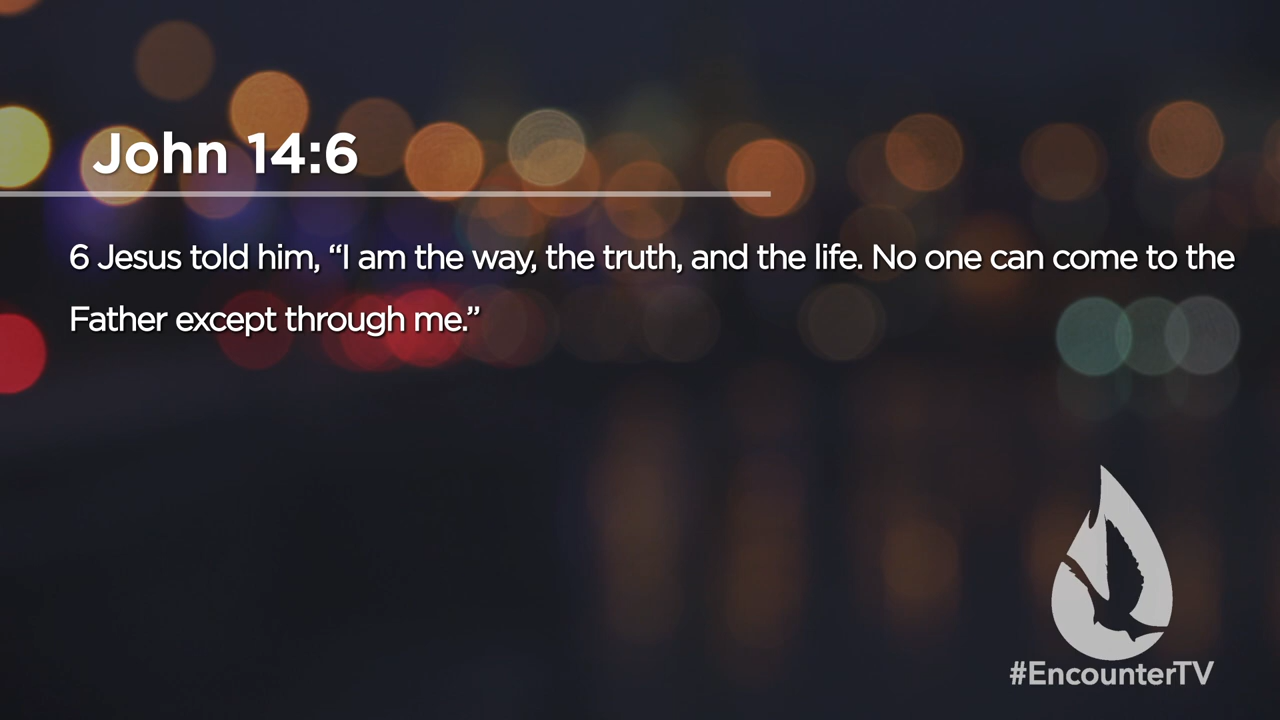 John 14:6
6 Jesus told him, “I am the way, the truth, and the life. No one can come to the
Father except through me.”
#EncounterTV